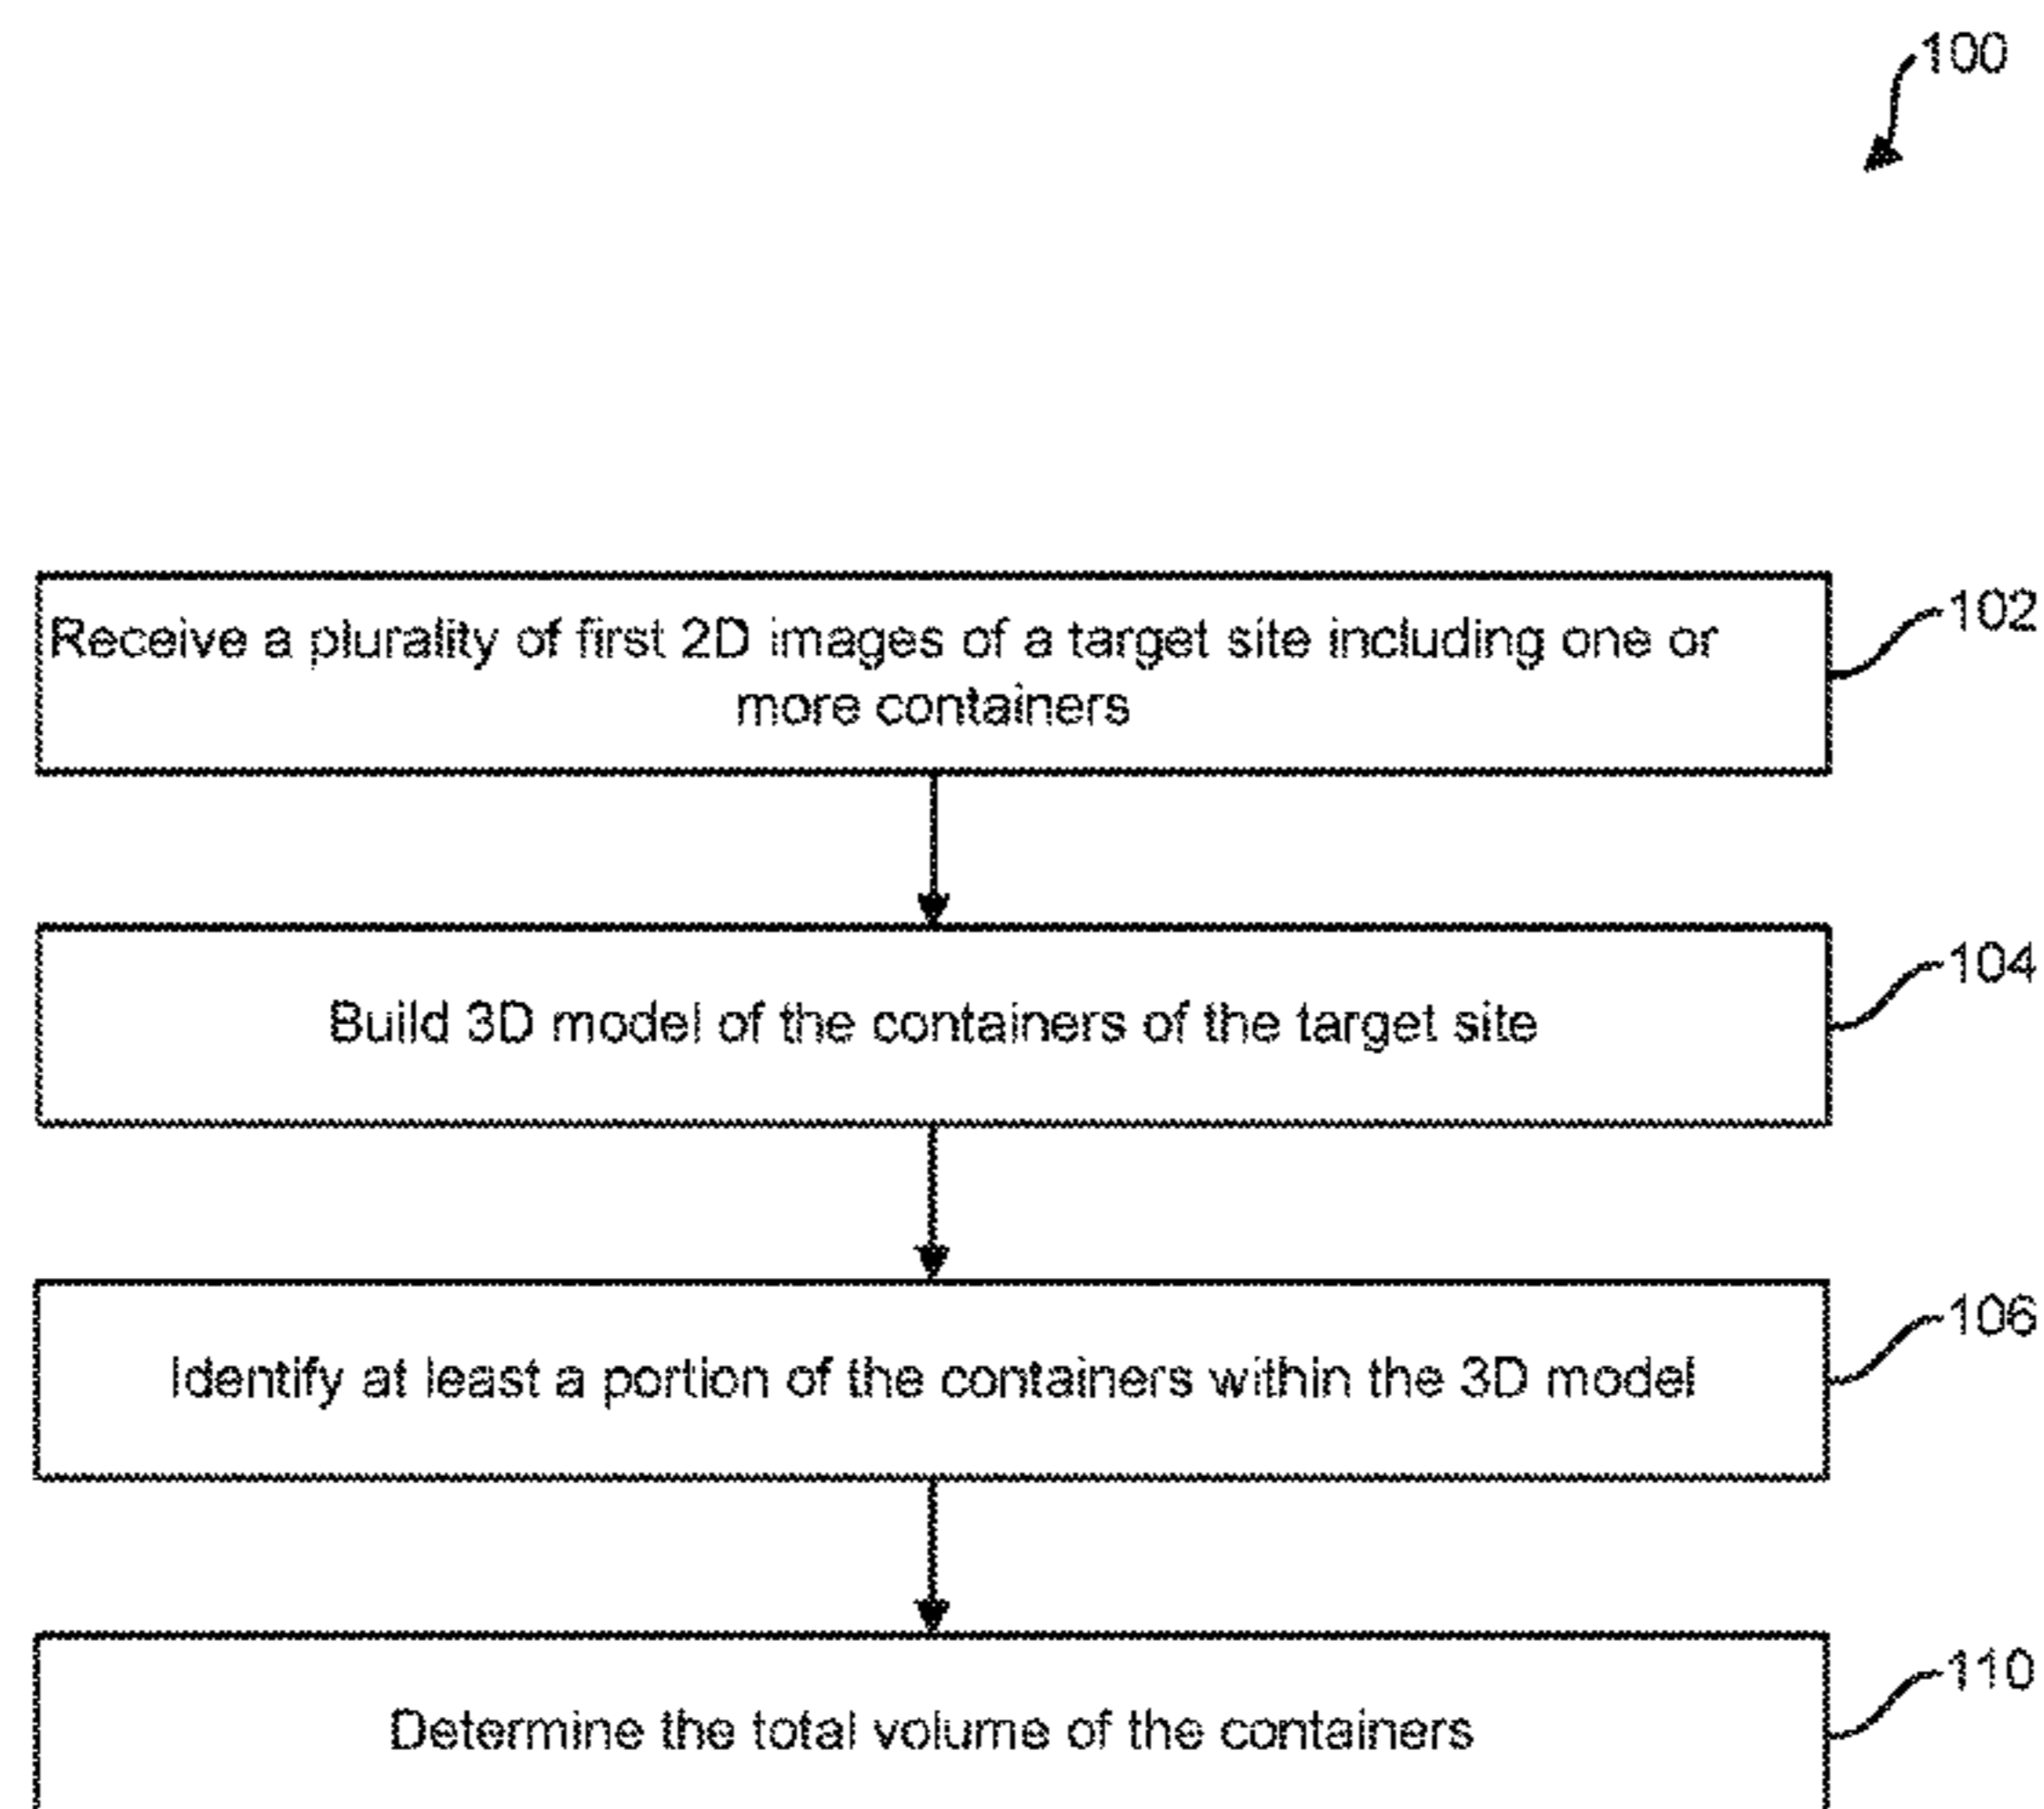 100
Receive a plurality of first 2D images of a target site including one or
more containers
102
Build 3D model of the containers of the target site
104
Identify at least a portion of the containers within the 3D model
106
Determine the total volume of the containers
110